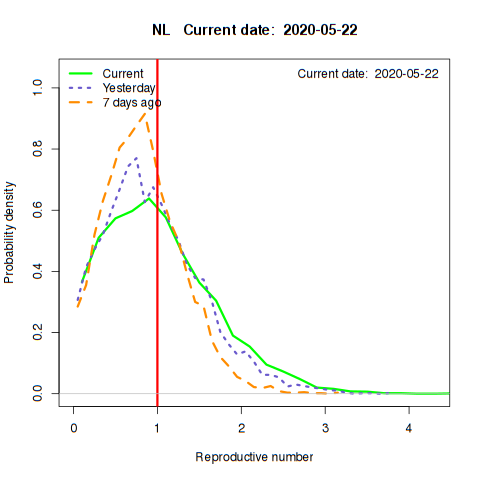 NL   Current date:  2020-05-22
Current
Yesterday
7 days ago
Current date:  2020-05-22
Probability density
1.0
0.8
0.6
0.4
0.2
0.0
0 1 2 3 4
Reproductive number